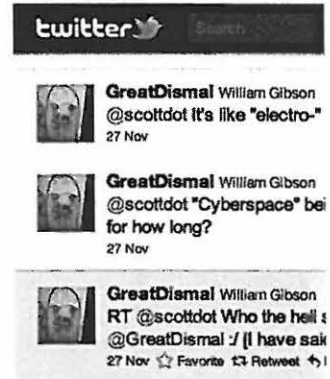 twitter
Search
GreatDismal William Gibson
@scottdot It's like "electro-"
27 Nov
GreatDismal William Gibson
@scottdot "Cyberspace" bei
for how long?
27 Nov
GreatDismal William Gibson
RT @scottdot Who the hell s
@GreatDismal :/ [I have sai
27 Nov ☆ Favorite Retweet